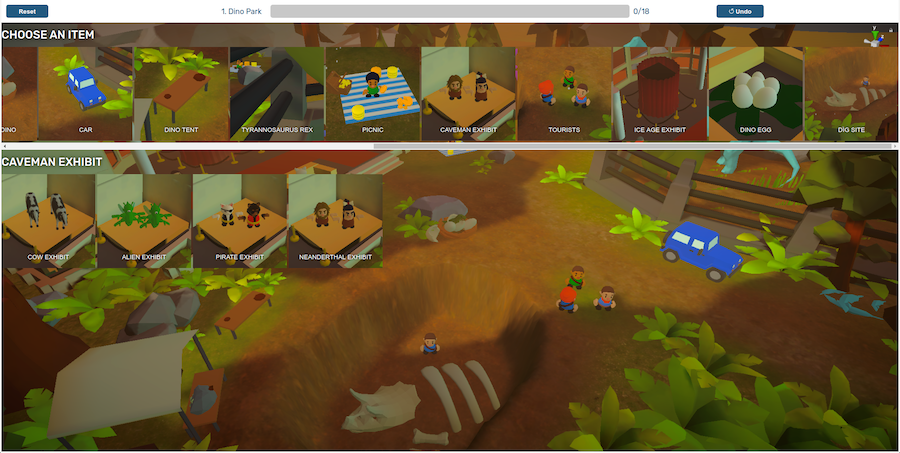 Reset
1. Dino Park
0/18
Undo
CHOOSE AN ITEM
y
DINO
CAR
DINO TENT
TYRANNOSAURUS REX
PICNIC
CAVEMAN EXHIBIT
TOURISTS
ICE AGE EXHIBIT
DINO EGG
DIG SITE
CAVEMAN EXHIBIT
COW EXHIBIT
ALIEN EXHIBIT
PIRATE EXHIBIT
NEANDERTHAL EXHIBIT